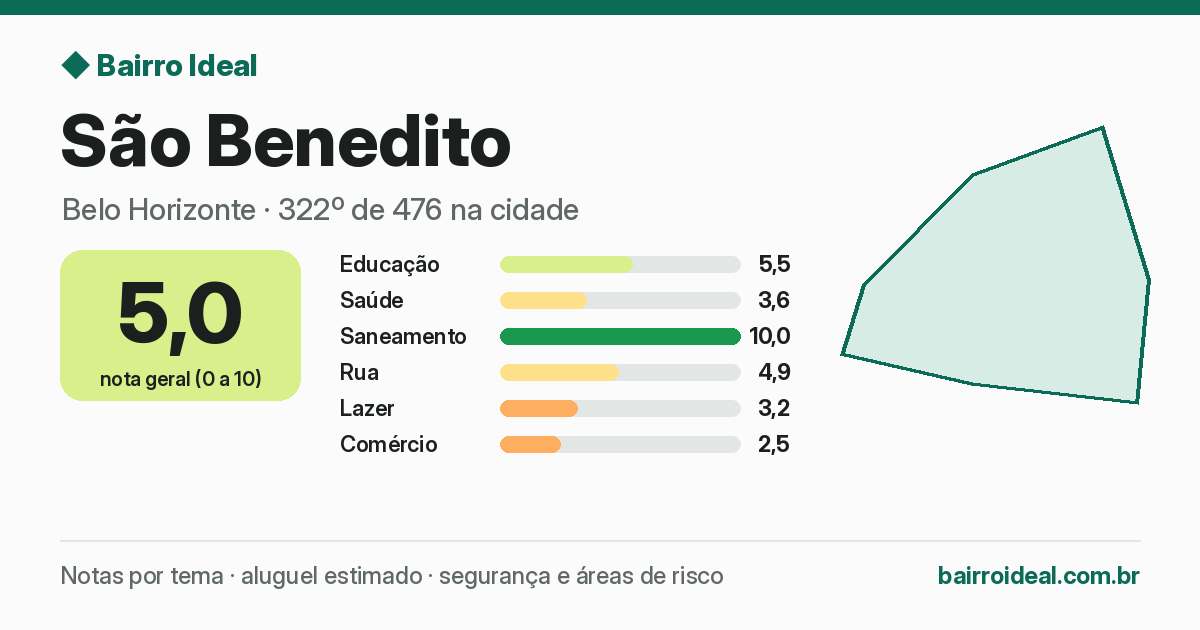 Bairro Ideal
São Benedito
Belo Horizonte · 322º de 476 na cidade
5,0
nota geral (0 a 10)
Educação 5,5
Saúde 3,6
Saneamento 10,0
Rua 4,9
Lazer 3,2
Comércio 2,5
Notas por tema · aluguel estimado · segurança e áreas de risco
bairroideal.com.br